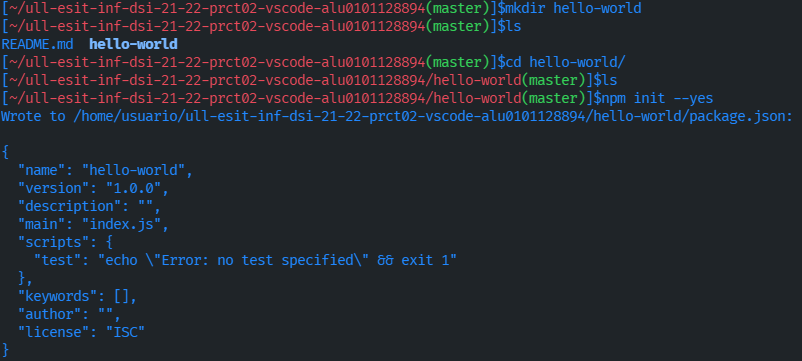 [~/ull-esit-inf-dsi-21-22-prct02-vscode-alu0101128894(master)]$mkdir hello-world
[~/ull-esit-inf-dsi-21-22-prct02-vscode-alu0101128894(master)]$ls
README.md  hello-world
[~/ull-esit-inf-dsi-21-22-prct02-vscode-alu0101128894(master)]$cd hello-world/
[~/ull-esit-inf-dsi-21-22-prct02-vscode-alu0101128894/hello-world(master)]$ls
[~/ull-esit-inf-dsi-21-22-prct02-vscode-alu0101128894/hello-world(master)]$npm init --yes
Wrote to /home/usuario/ull-esit-inf-dsi-21-22-prct02-vscode-alu0101128894/hello-world/package.json:

{
  "name": "hello-world",
  "version": "1.0.0",
  "description": "",
  "main": "index.js",
  "scripts": {
    "test": "echo \"Error: no test specified\" && exit 1"
  },
  "keywords": [],
  "author": "",
  "license": "ISC"
}